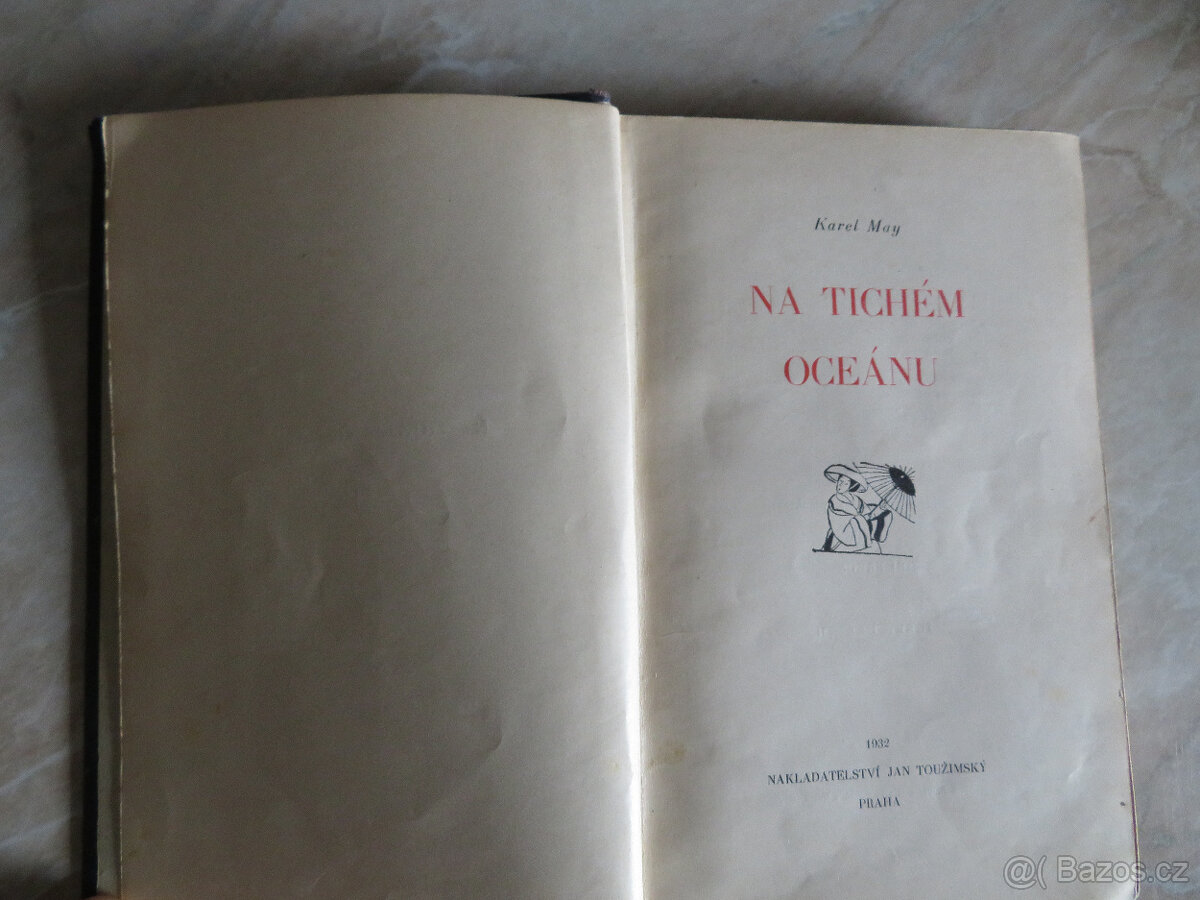 Karel May
NA TICHÉM
OCEÁNU
1932
NAKLADATELSTVÍ JAN TOUŽIMSKÝ
PRAHA
@( Bazos.cz